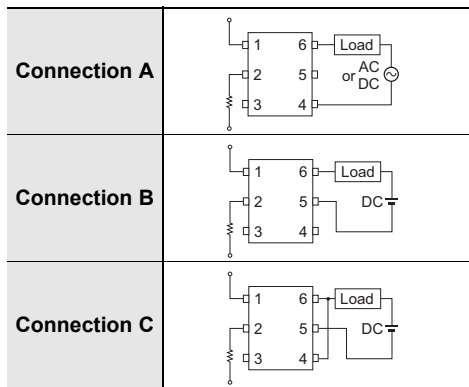 Connection A
1 6 Load
2 5 or AC DC
3 4
Connection B
1 6 Load
2 5 DC
3 4
Connection C
1 6 Load
2 5 DC
3 4